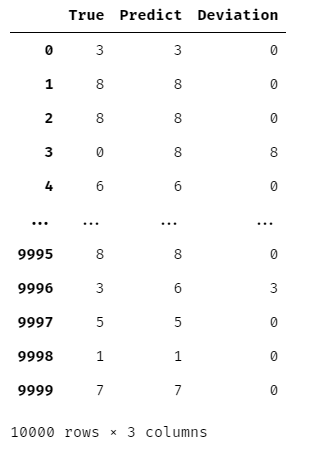 True Predict Deviation
0 3 3 0
1 8 8 0
2 8 8 0
3 0 8 8
4 6 6 0
... ... ... ...
9995 8 8 0
9996 3 6 3
9997 5 5 0
9998 1 1 0
9999 7 7 0
10000 rows × 3 columns